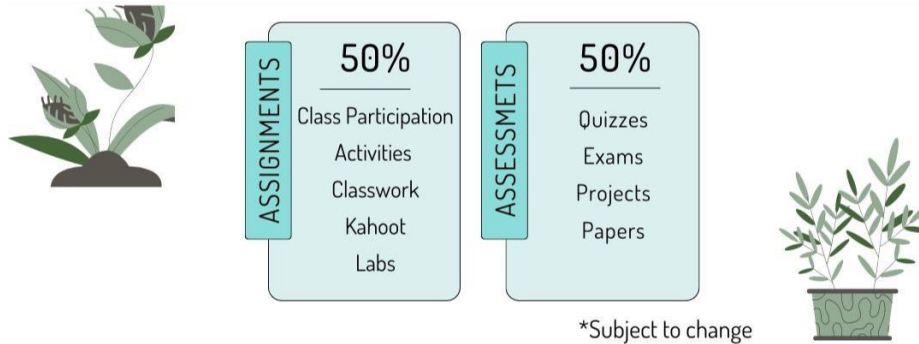 ASSIGNMENTS
50%
Class Participation
Activities
Classwork
Kahoot
Labs
ASSESSMETS
50%
Quizzes
Exams
Projects
Papers
*Subject to change